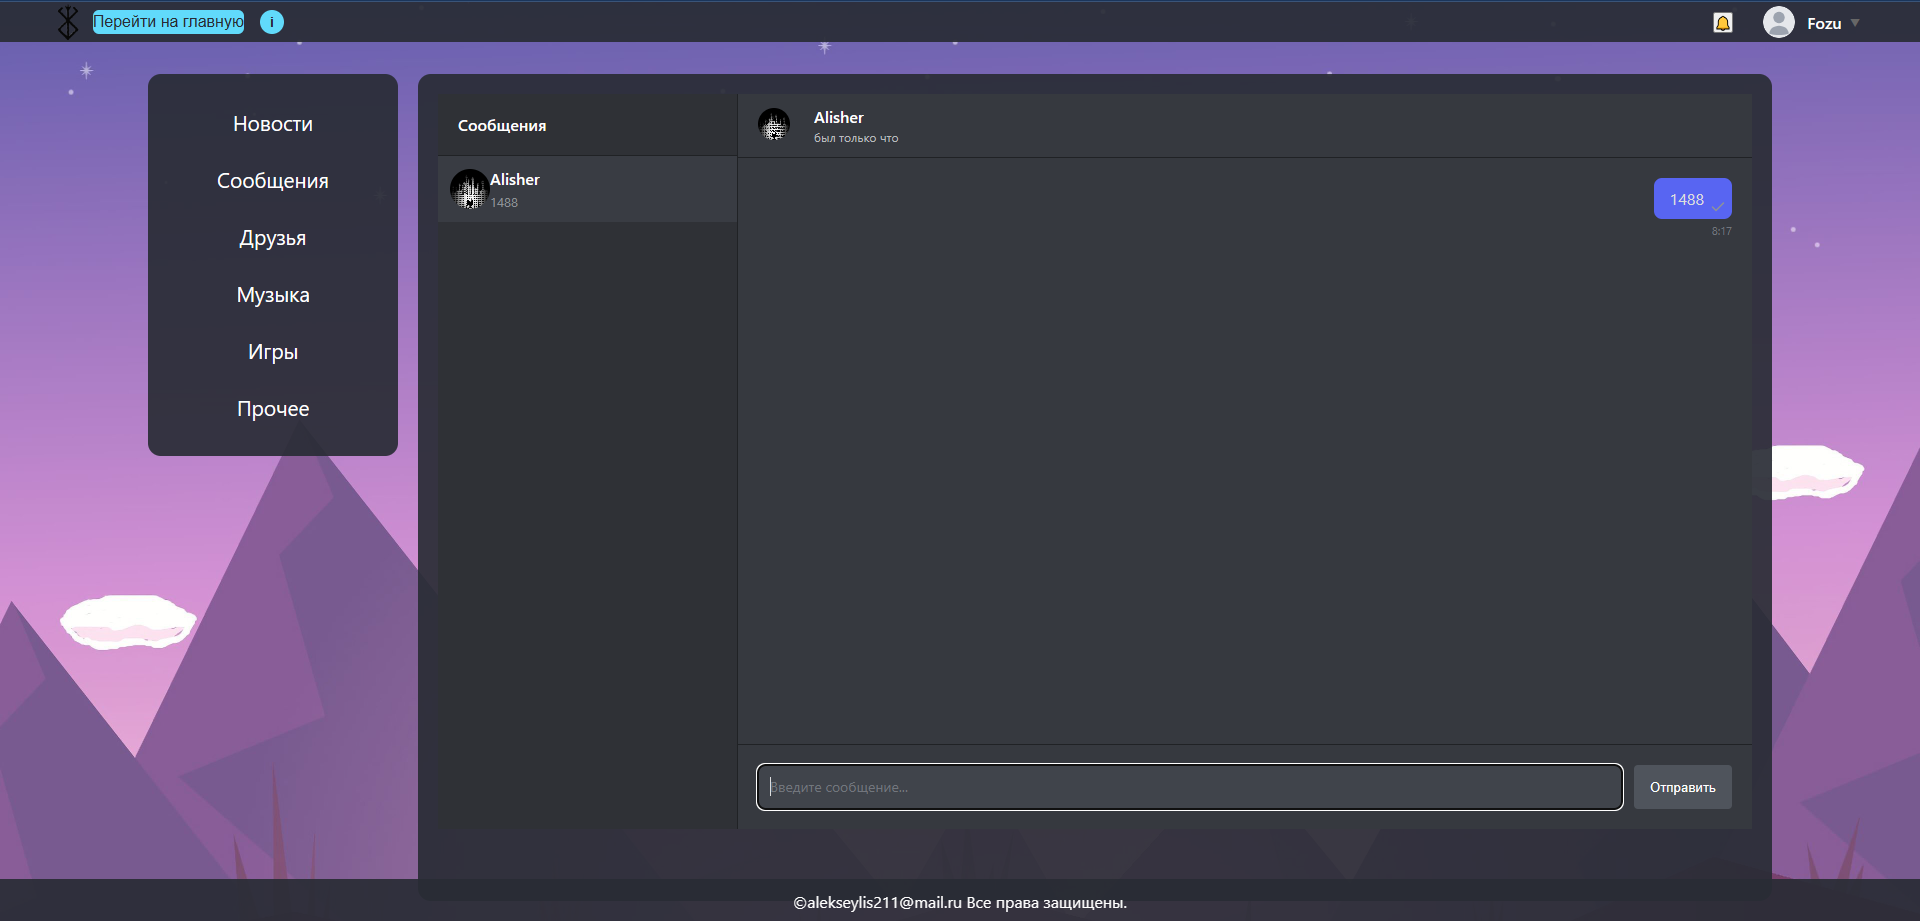 Перейти на главную
i
Fozu
Новости
Сообщения
Друзья
Музыка
Игры
Прочее
Сообщения
Alisher
1488
Alisher
был только что
1488
8:17
Введите сообщение...
Отправить
©alekseylis211@mail.ru Все права защищены.